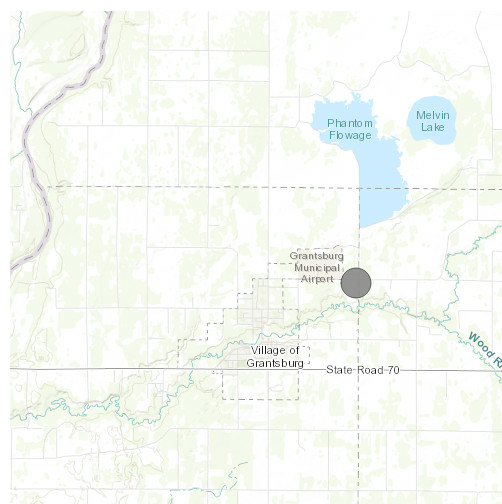 Phantom
Flowage
Melvin
Lake
Grantsburg
Municipal
Airport
Wood R
Village of
Grantsburg
State Road 70